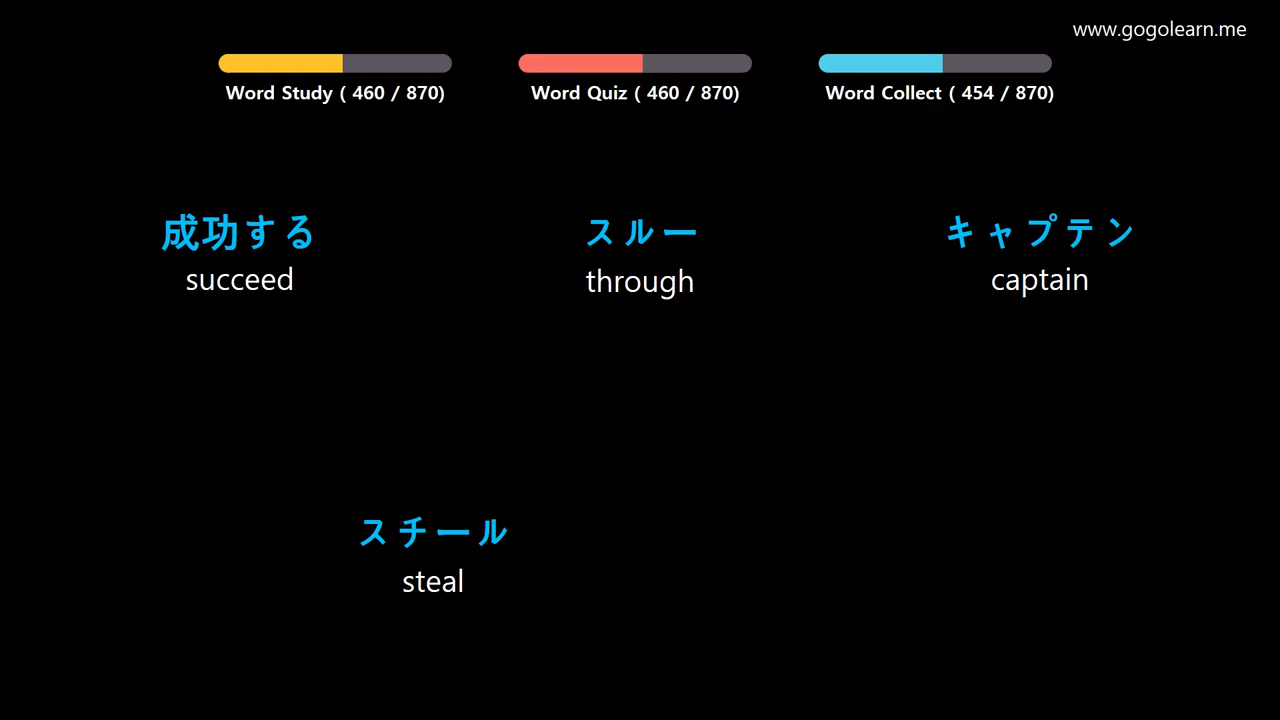 www.gogolearn.me
Word Study ( 460 / 870)
Word Quiz ( 460 / 870)
Word Collect ( 454 / 870)
成功する
succeed
スルー
through
キャプテン
captain
スチール
steal